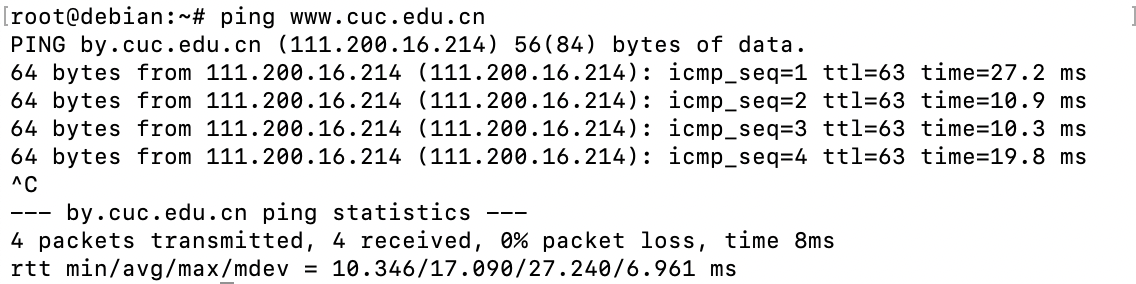 [root@debian:~# ping www.cuc.edu.cn ]
PING by.cuc.edu.cn (111.200.16.214) 56(84) bytes of data.
64 bytes from 111.200.16.214 (111.200.16.214): icmp_seq=1 ttl=63 time=27.2 ms
64 bytes from 111.200.16.214 (111.200.16.214): icmp_seq=2 ttl=63 time=10.9 ms
64 bytes from 111.200.16.214 (111.200.16.214): icmp_seq=3 ttl=63 time=10.3 ms
64 bytes from 111.200.16.214 (111.200.16.214): icmp_seq=4 ttl=63 time=19.8 ms
^C
--- by.cuc.edu.cn ping statistics ---
4 packets transmitted, 4 received, 0% packet loss, time 8ms
rtt min/avg/max/mdev = 10.346/17.090/27.240/6.961 ms